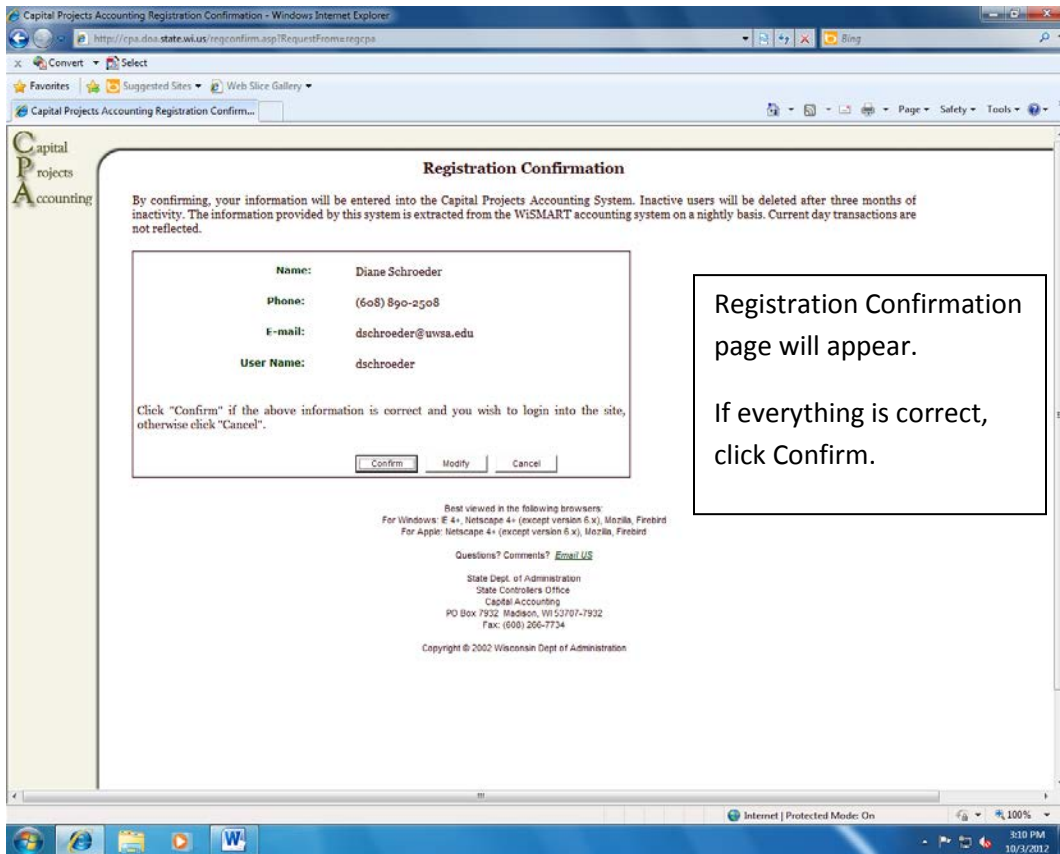 Capital Projects Accounting Registration Confirmation - Windows Internet Explorer
http://cpa.doa.state.wi.us/regconfirm.asp?RequestFrom=regcpa
Bing
x Convert Select
Favorites Suggested Sites Web Slice Gallery
Capital Projects Accounting Registration Confirm...
Page Safety Tools
Capital
Projects
Accounting
Registration Confirmation
By confirming, your information will be entered into the Capital Projects Accounting System. Inactive users will be deleted after three months of
inactivity. The information provided by this system is extracted from the WiSMART accounting system on a nightly basis. Current day transactions are
not reflected.
Name: Diane Schroeder
Phone: (608) 890-2508
E-mail: dschroeder@uwsa.edu
User Name: dschroeder
Click "Confirm" if the above information is correct and you wish to login into the site,
otherwise click "Cancel".
Confirm Modify Cancel
Registration Confirmation
page will appear.
If everything is correct,
click Confirm.
Best viewed in the following browsers:
For Windows: IE 4+, Netscape 4+ (except version 6.x), Mozilla, Firebird
For Apple: Netscape 4+ (except version 6.x), Mozilla, Firebird
Questions? Comments? Email US
State Dept. of Administration
State Controllers Office
Capital Accounting
PO Box 7932 Madison, WI 53707-7932
Fax: (608) 266-7734
Copyright © 2002 Wisconsin Dept of Administration
Internet | Protected Mode: On
100%
W
3:10 PM
10/3/2012